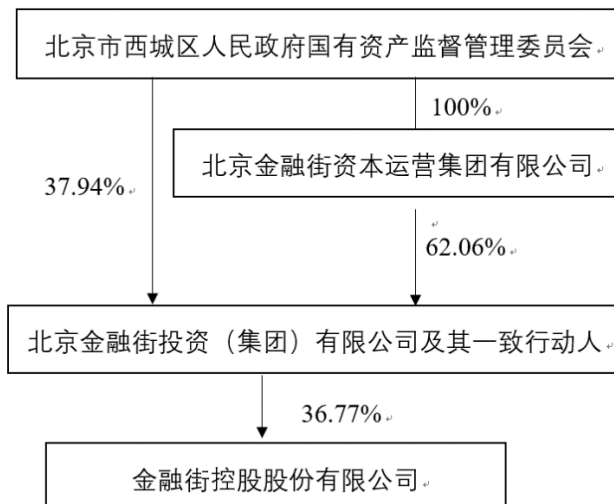 北京市西城区人民政府国有资产监督管理委员会
100%
北京金融街资本运营集团有限公司
37.94%
62.06%
北京金融街投资（集团）有限公司及其一致行动人
36.77%
金融街控股股份有限公司